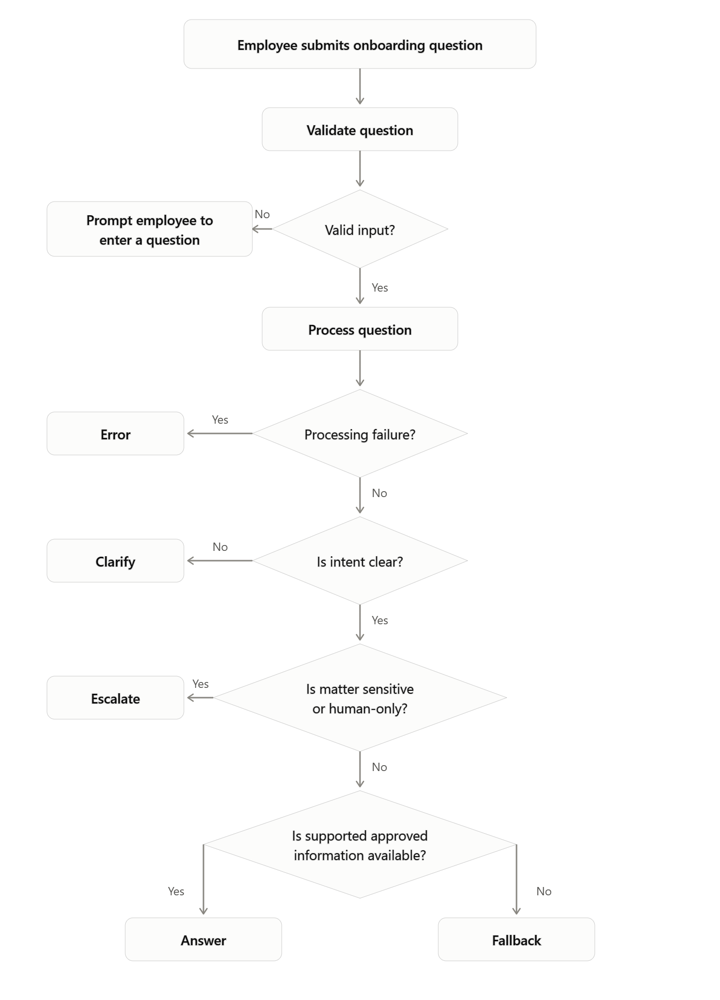 Employee submits onboarding question
Validate question
No
Prompt employee to
enter a question
Valid input?
Yes
Process question
Yes
Error
Processing failure?
No
No
Clarify
Is intent clear?
Yes
Yes
Escalate
Is matter sensitive
or human-only?
No
Is supported approved
information available?
Yes
No
Answer
Fallback